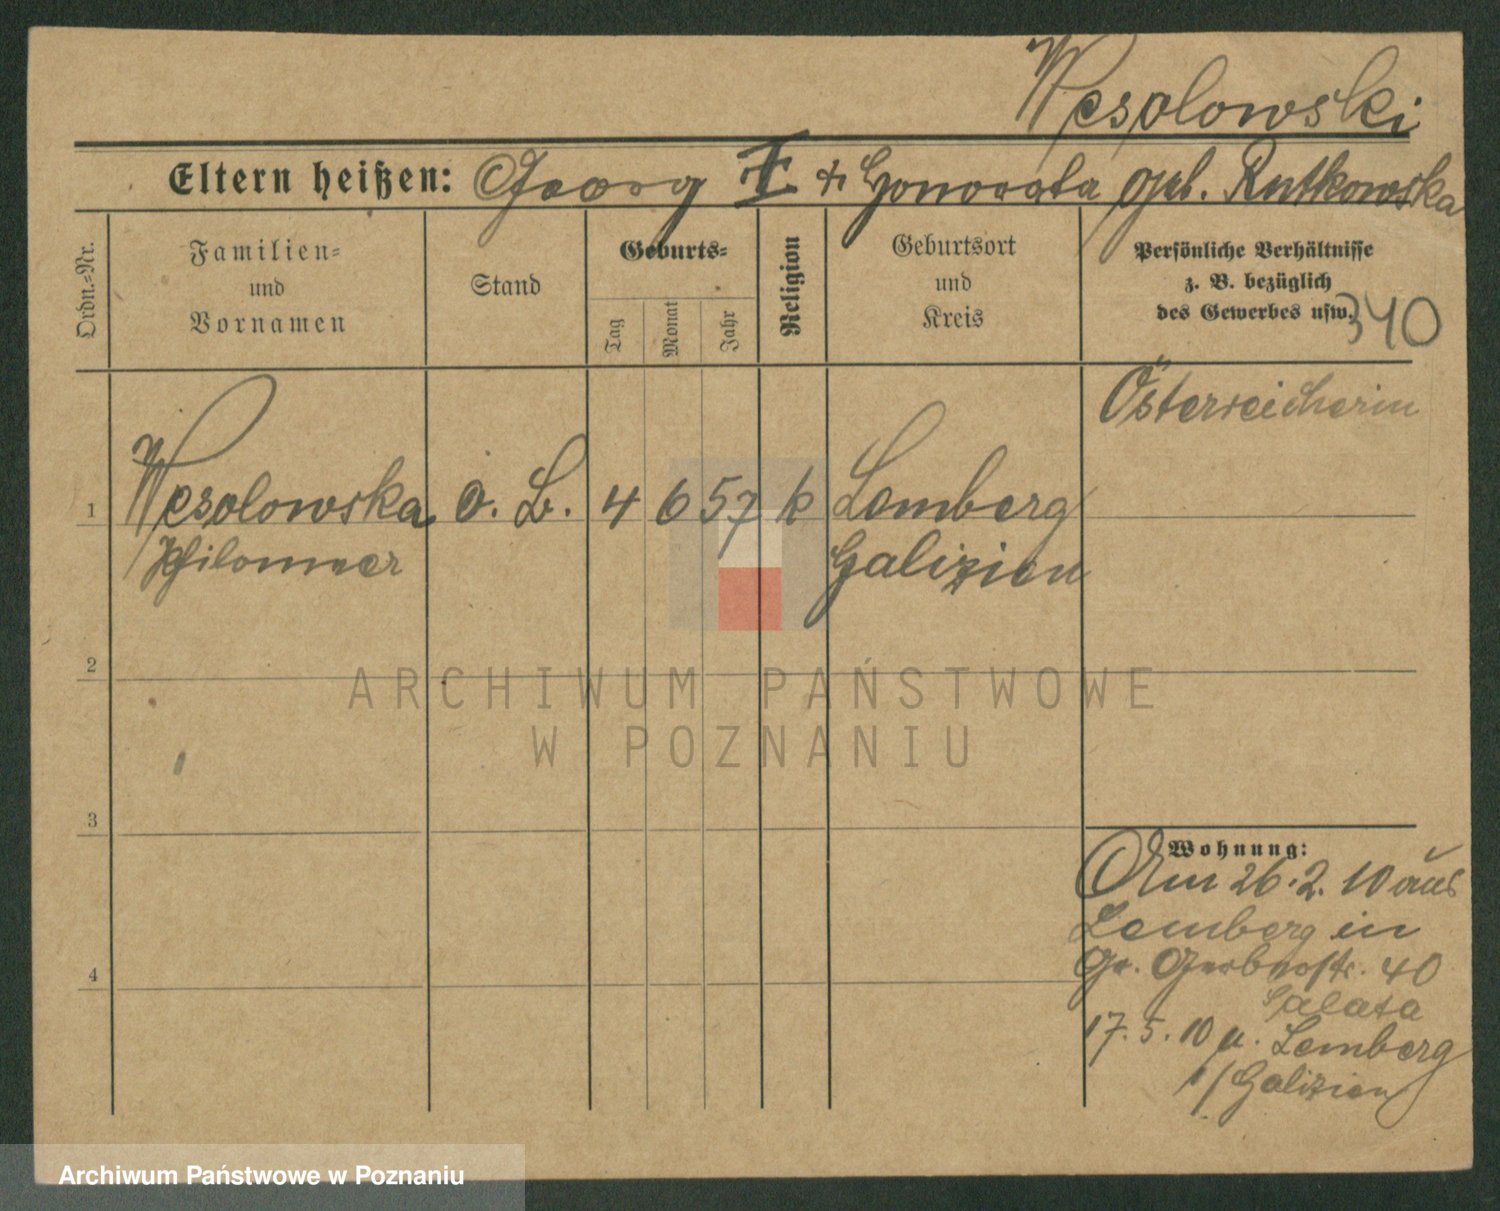 Wesolowski
Eltern heißen: Georg I & Honorata geb. Rutkowska
Ordn.-Nr.
Familien-
und
Vornamen
Stand
Geburts-
Tag
Monat
Jahr
Religion
Geburtsort
und
Kreis
Persönliche Verhältnisse
z. B. bezüglich
des Gewerbes usw.
340
Österreicherin
1 Wesolowska o. B. 4 6 57 k Lemberg
Galizien
2
3
4
Wohnung:
Am 26.2.10 aus
Lemberg in
Gr. Gerberstr. 40
17.5.10 n. Lemberg
i/Galizien
ARCHIWUM PAŃSTWOWE
W POZNANIU
Archiwum Państwowe w Poznaniu